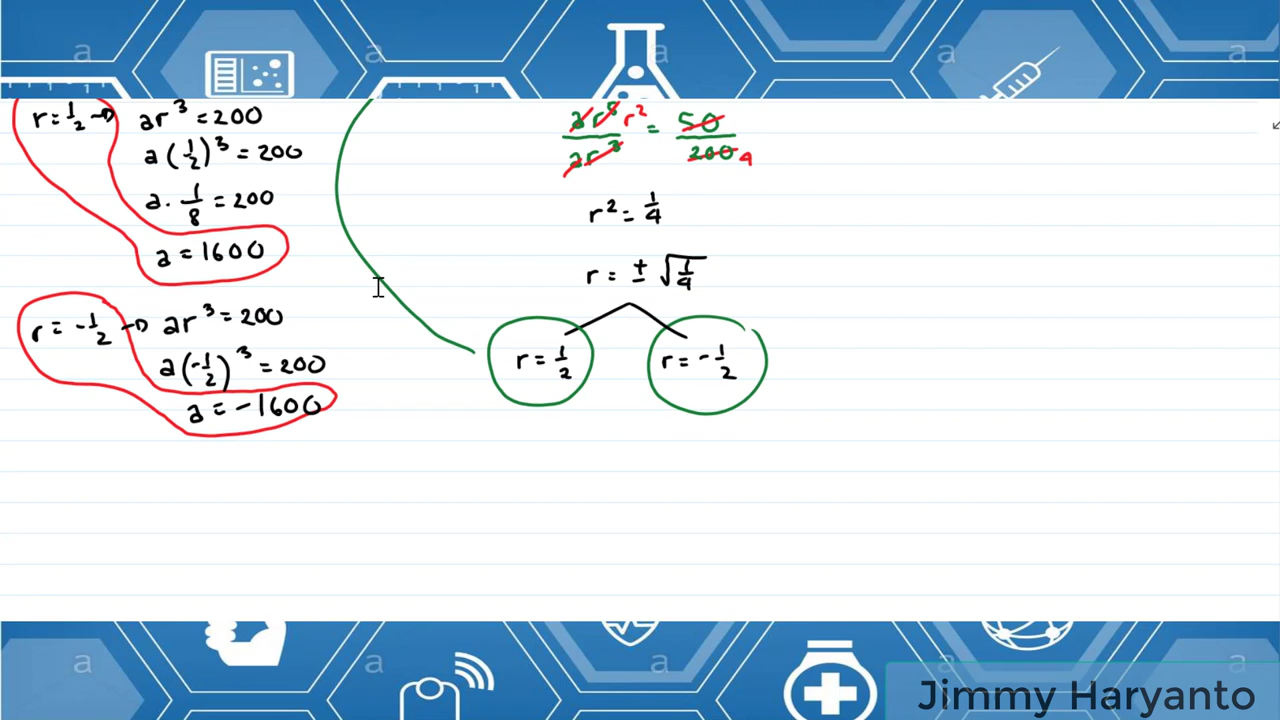 r = 1/2 → ar³ = 200
a(1/2)³ = 200
a · 1/8 = 200
a = 1600
r = -1/2 → ar³ = 200
a(-1/2)³ = 200
a = -1600
ar⁵ r² / ar³ = 50 / 200 4
r² = 1/4
r = ± √1/4
r = 1/2 r = -1/2
a a a a a
a a a a a
Jimmy Haryanto